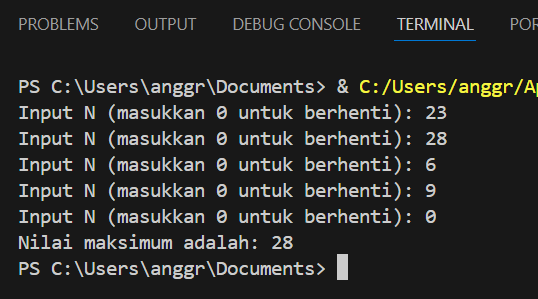 PROBLEMS OUTPUT DEBUG CONSOLE TERMINAL POR
PS C:\Users\anggr\Documents> & C:/Users/anggr/Ap
Input N (masukkan 0 untuk berhenti): 23
Input N (masukkan 0 untuk berhenti): 28
Input N (masukkan 0 untuk berhenti): 6
Input N (masukkan 0 untuk berhenti): 9
Input N (masukkan 0 untuk berhenti): 0
Nilai maksimum adalah: 28
PS C:\Users\anggr\Documents>